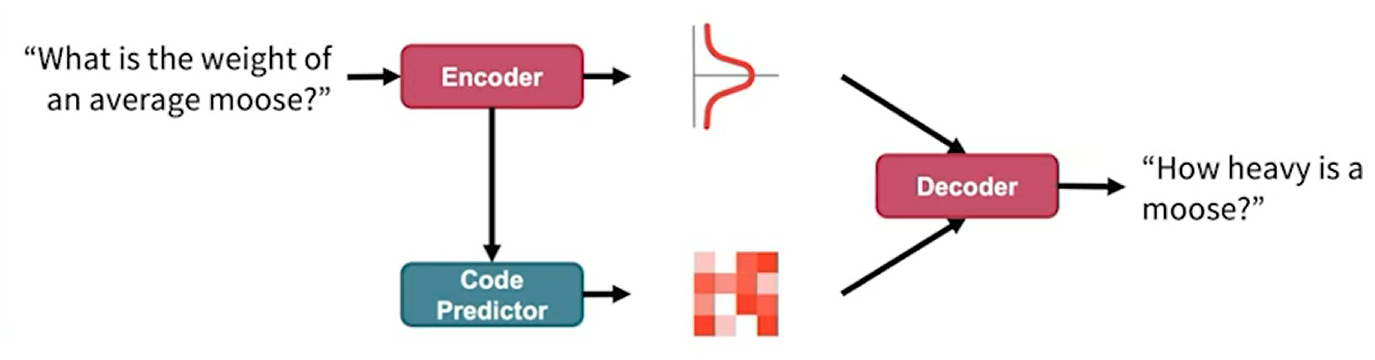 “What is the weight of
an average moose?”
Encoder
Code
Predictor
Decoder
“How heavy is a
moose?”